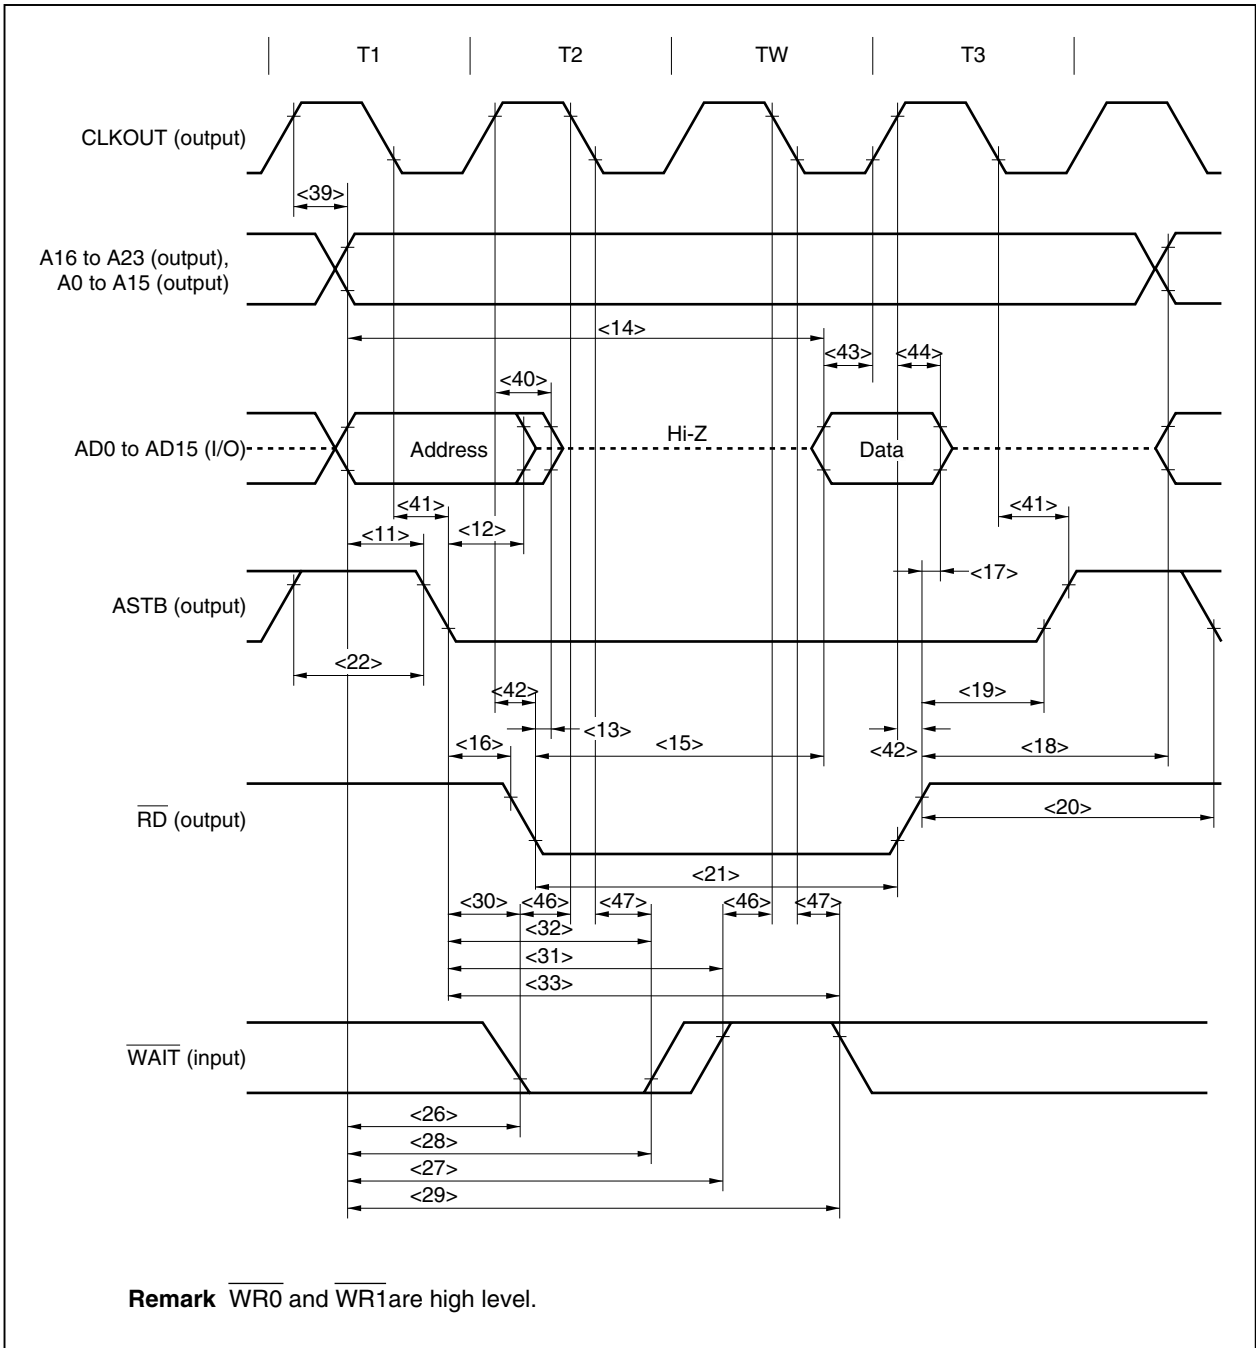 T1 T2 TW T3
CLKOUT (output)
<39>
A16 to A23 (output),
A0 to A15 (output)
<14>
<43> <44>
<40>
AD0 to AD15 (I/O) Address Hi-Z Data
<41> <12> <41>
<11>
<17>
ASTB (output)
<22>
<42> <19>
<13>
<16> <15> <42> <18>
RD (output) <20>
<21>
<30> <46> <47> <46> <47>
<32>
<31>
<33>
WAIT (input)
<26>
<28>
<27>
<29>
Remark WR0 and WR1are high level.